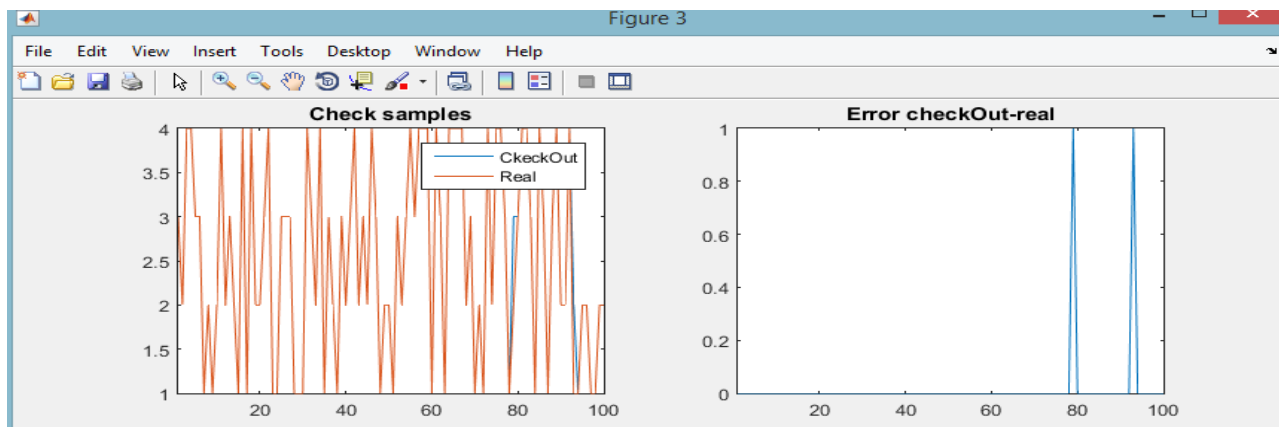 Figure 3
File Edit View Insert Tools Desktop Window Help
Check samples
4
3.5
3
2.5
2
1.5
1
20 40 60 80 100
CkeckOut
Real
Error checkOut-real
1
0.8
0.6
0.4
0.2
0
20 40 60 80 100